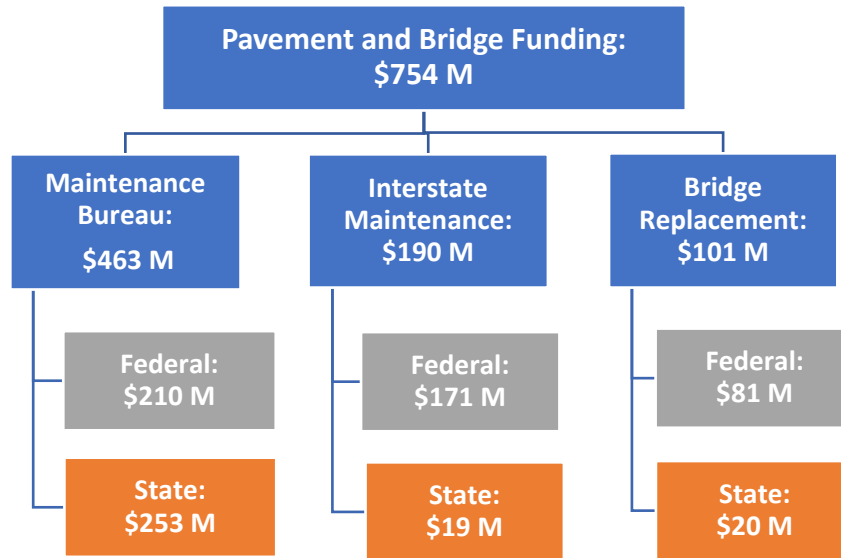 Pavement and Bridge Funding:
$754 M
Maintenance
Bureau:
$463 M
Interstate
Maintenance:
$190 M
Bridge
Replacement:
$101 M
Federal:
$210 M
Federal:
$171 M
Federal:
$81 M
State:
$253 M
State:
$19 M
State:
$20 M